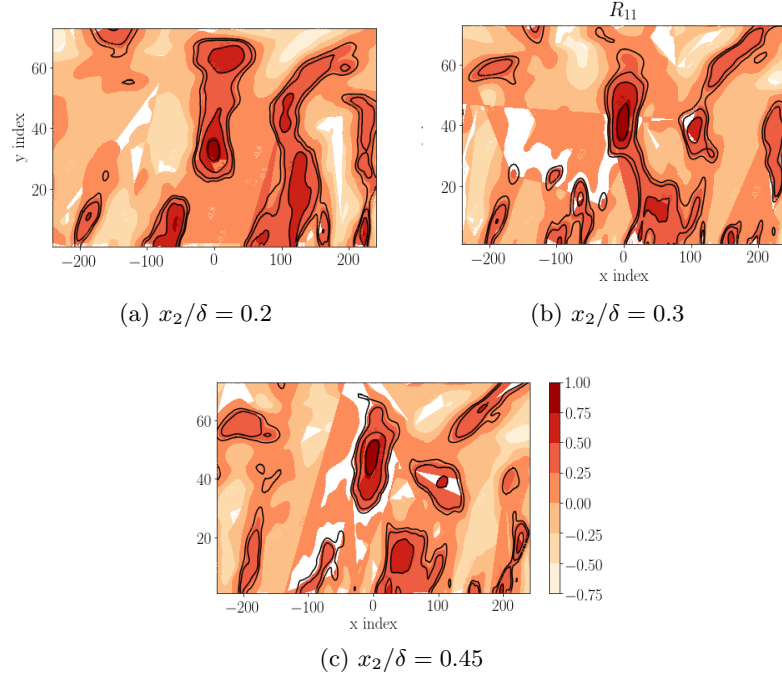 R₁₁
60
40
20
y index
−200 −100 0 100 200
60
40
20
−200 −100 0 100 200
x index
(a) x₂/δ = 0.2
(b) x₂/δ = 0.3
60
40
20
−200 −100 0 100 200
x index
1.00
0.75
0.50
0.25
0.00
−0.25
−0.50
−0.75
(c) x₂/δ = 0.45